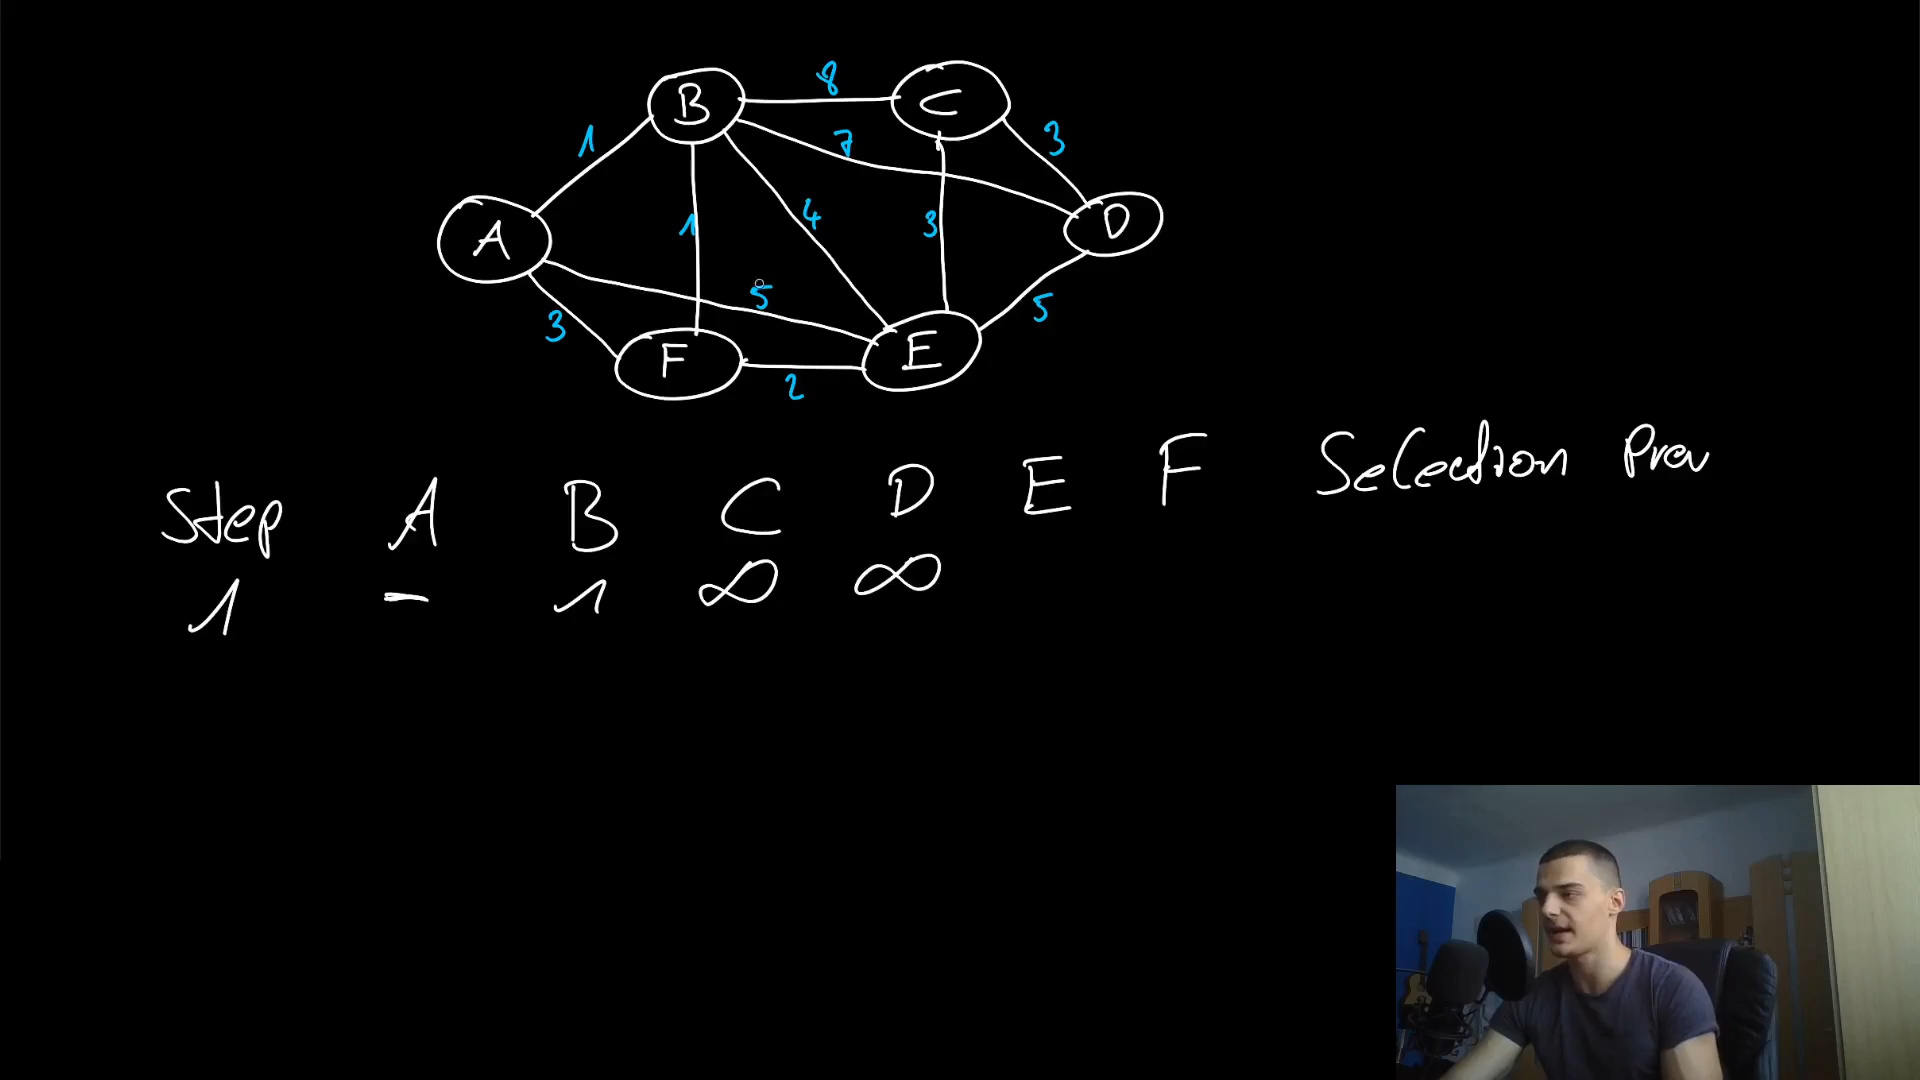 8
B C
1 7 3
A 1 4 3 D
5
3 F E 5
2
Step A B C D E F Selection Prev
1 - 1 ∞ ∞